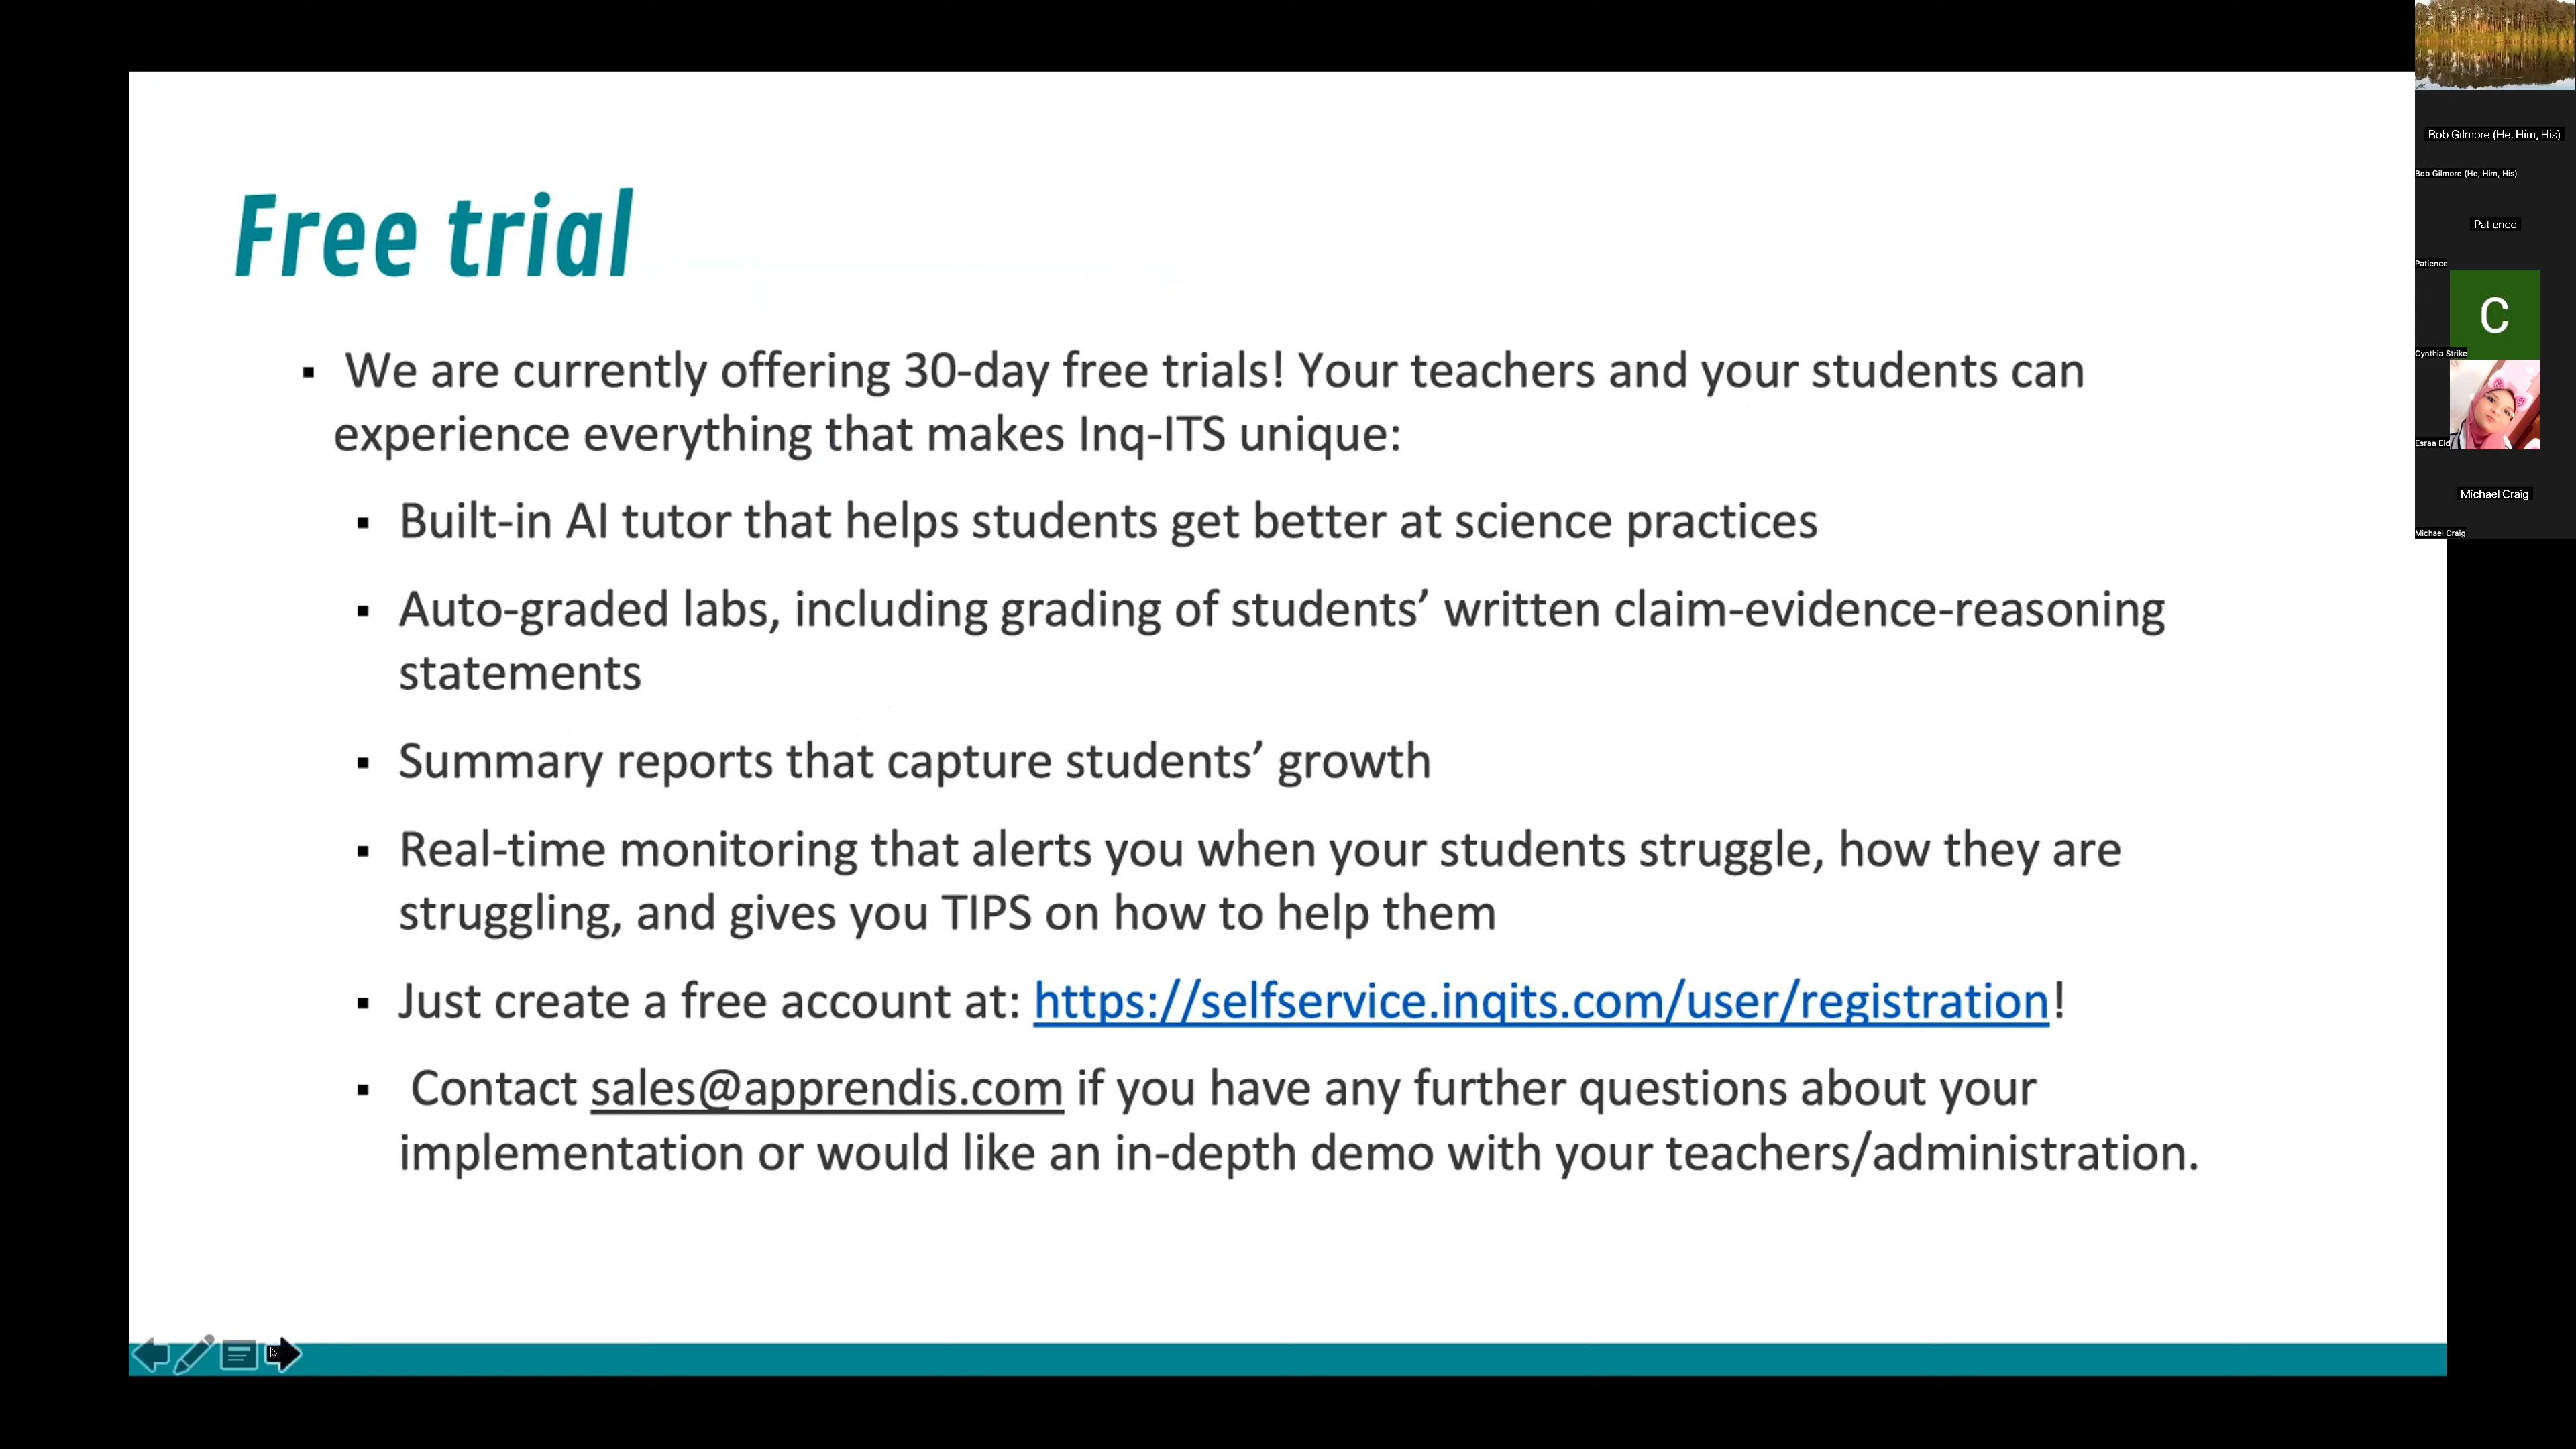 Free trial
▪ We are currently offering 30-day free trials! Your teachers and your students can
experience everything that makes Inq-ITS unique:
▪ Built-in AI tutor that helps students get better at science practices
▪ Auto-graded labs, including grading of students’ written claim-evidence-reasoning
statements
▪ Summary reports that capture students’ growth
▪ Real-time monitoring that alerts you when your students struggle, how they are
struggling, and gives you TIPS on how to help them
▪ Just create a free account at: https://selfservice.inqits.com/user/registration!
▪ Contact sales@apprendis.com if you have any further questions about your
implementation or would like an in-depth demo with your teachers/administration.
Bob Gilmore (He, Him, His)
Bob Gilmore (He, Him, His)
Patience
Patience
C
Cynthia Strike
Esraa Eid
Michael Craig
Michael Craig